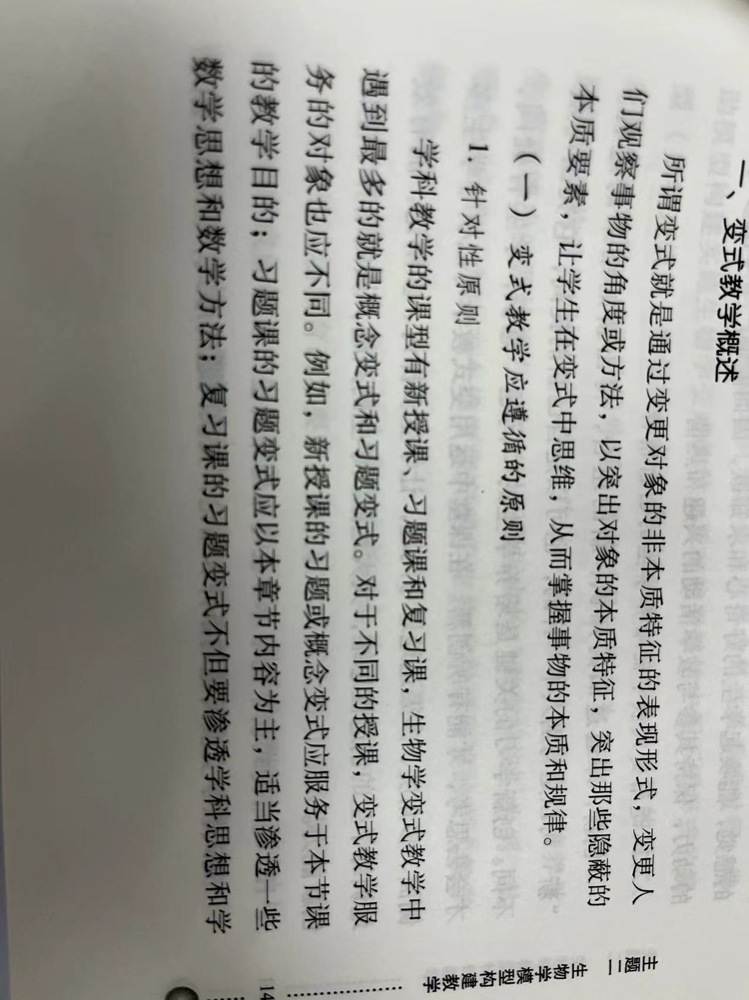 一、变式教学概述
所谓变式就是通过变更对象的非本质特征的表现形式，变更人
们观察事物的角度或方法，以突出对象的本质特征，突出那些隐蔽的
本质要素，让学生在变式中思维，从而掌握事物的本质和规律。
（一）变式教学应遵循的原则
1. 针对性原则
学科教学的课型有新授课、习题课和复习课，生物学变式教学中
遇到最多的就是概念变式和习题变式。对于不同的授课，变式教学服
务的对象也应不同。例如，新授课的习题或概念变式应服务于本节课
的教学目的；习题课的习题变式应以本章节内容为主，适当渗透一些
数学思想和数学方法；复习课的习题变式不但要渗透学科思想和学
主题二
生物学模型构建教学